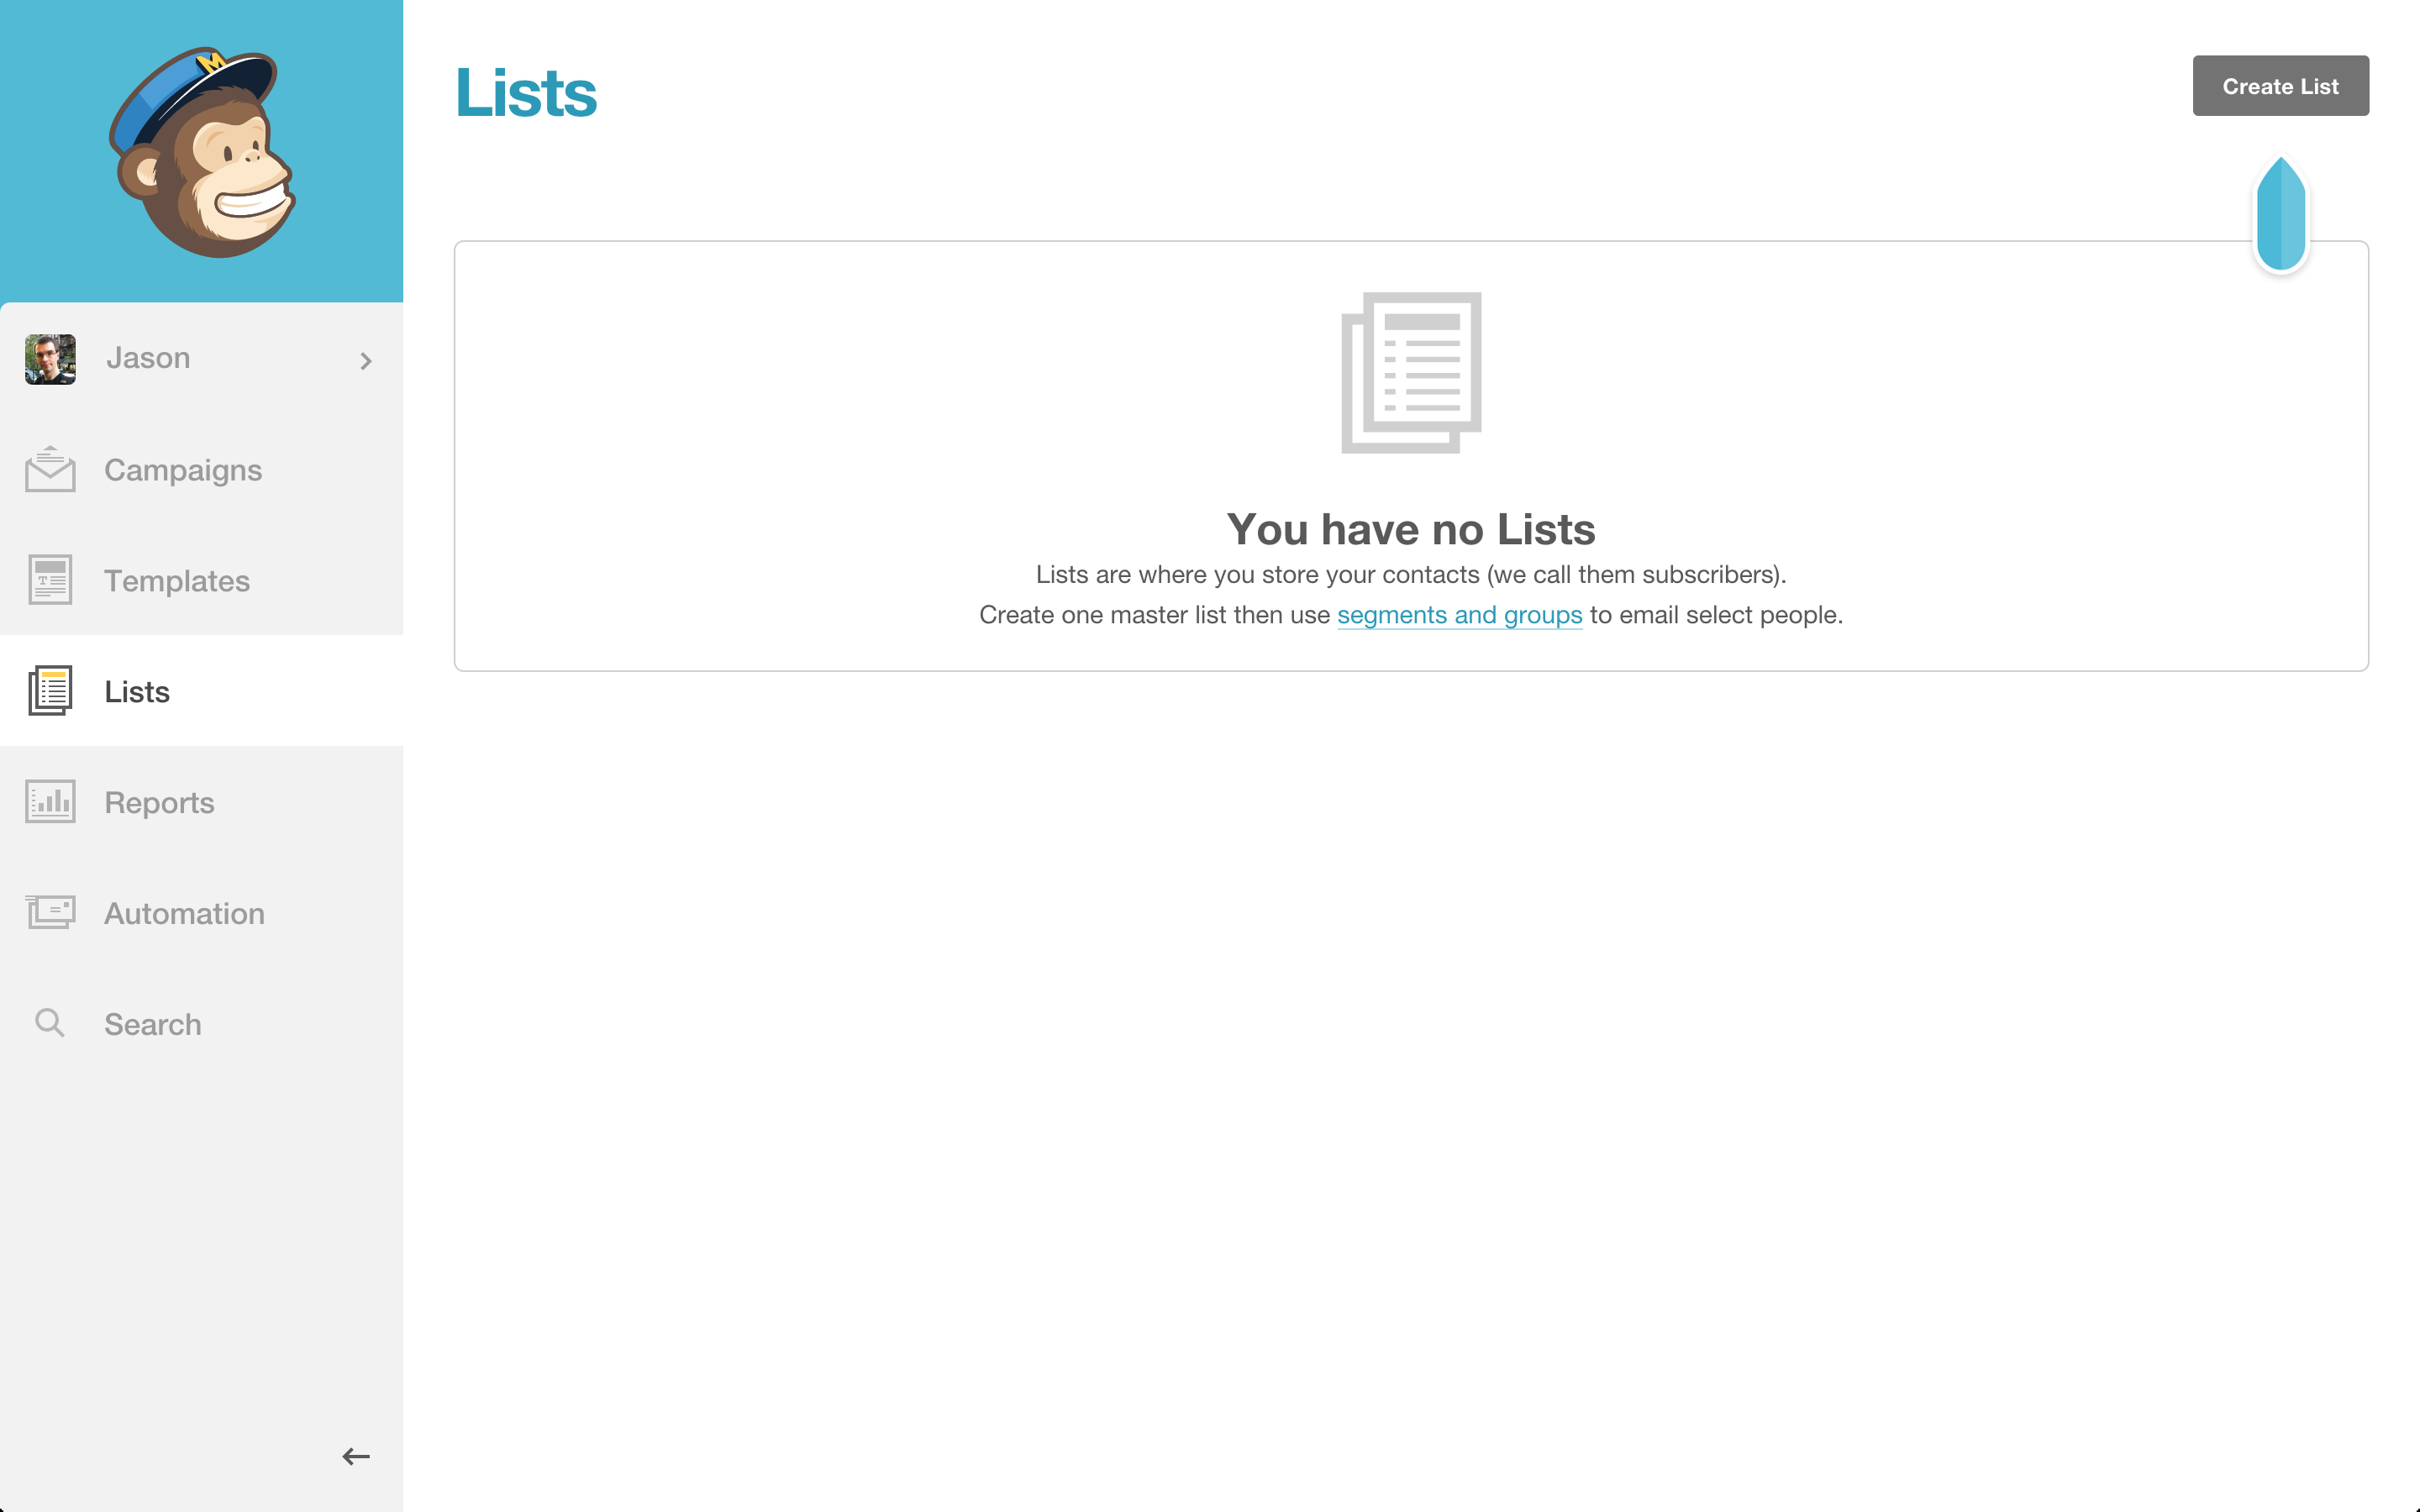 M
Jason
Campaigns
Templates
Lists
Reports
Automation
Search
Lists
Create List
You have no Lists
Lists are where you store your contacts (we call them subscribers).
Create one master list then use segments and groups to email select people.